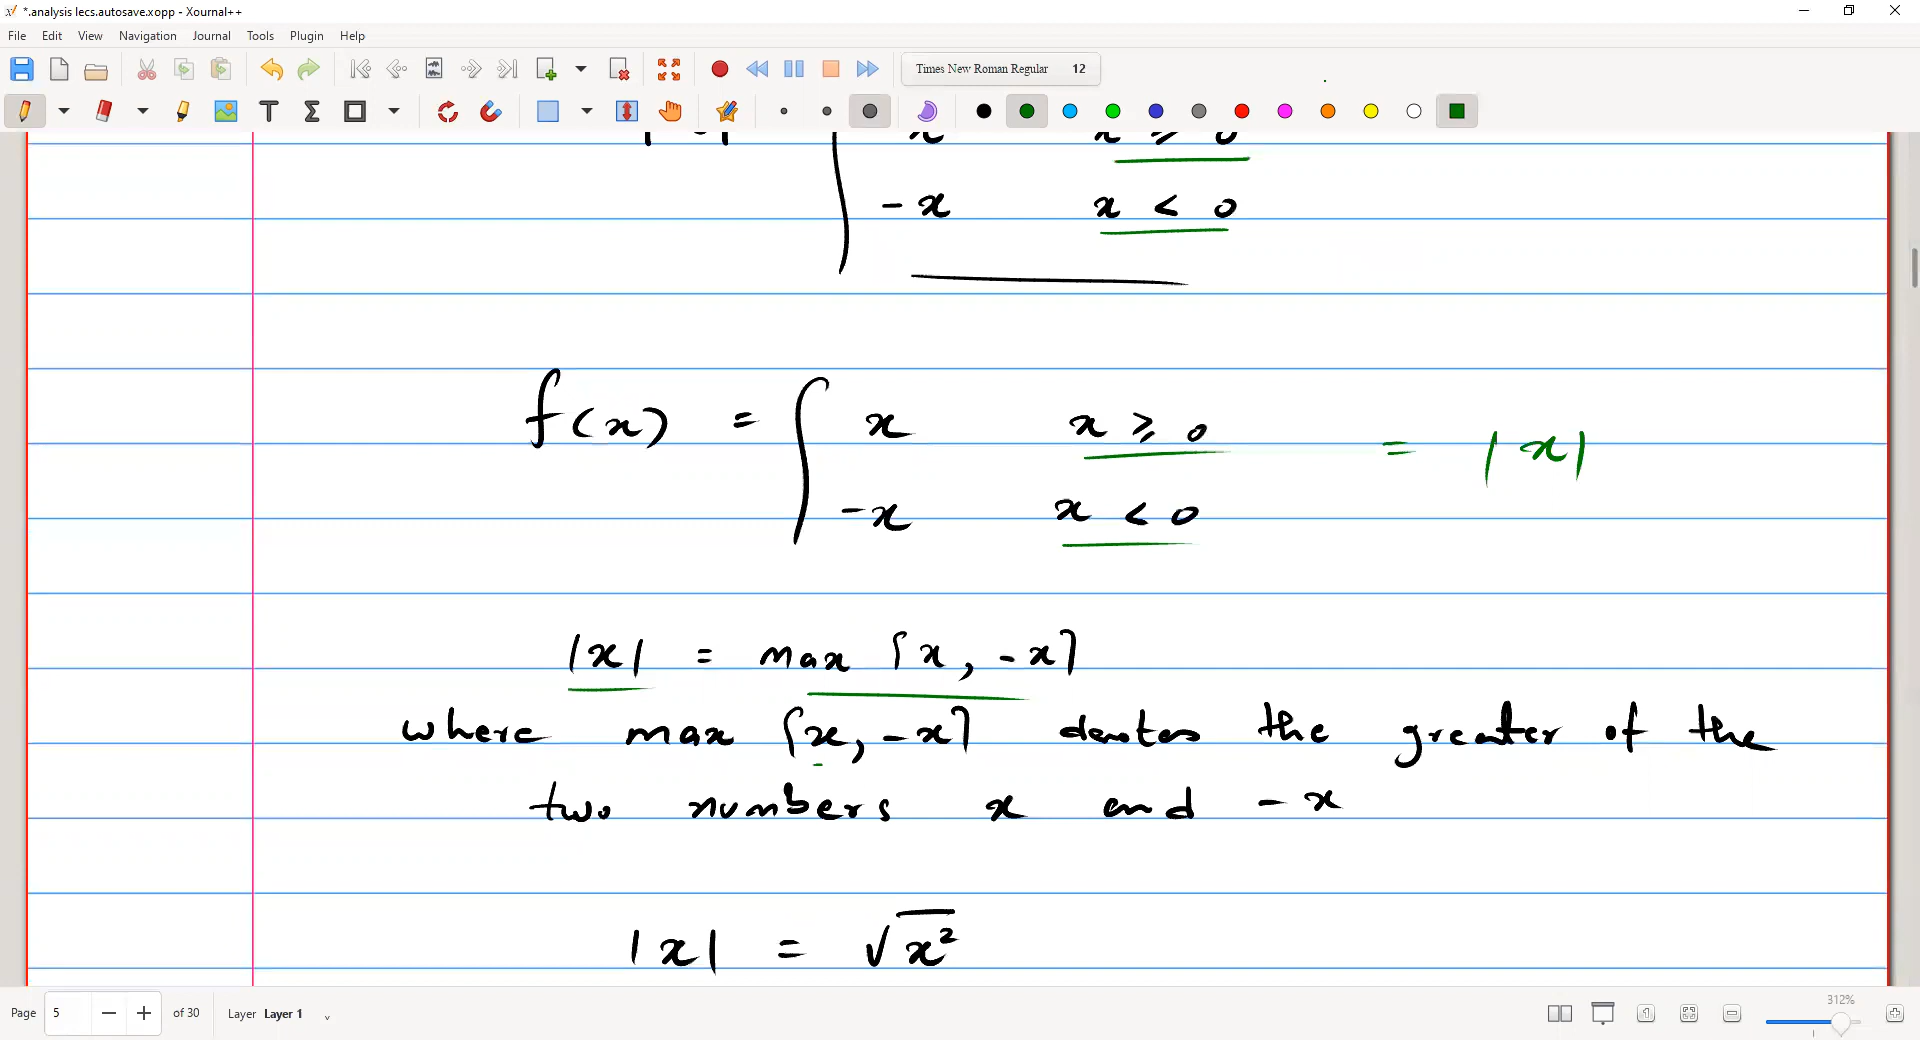 *.analysis lecs.autosave.xopp - Xournal++
File Edit View Navigation Journal Tools Plugin Help
Times New Roman Regular 12
x x ≥ 0
-x x < 0
f(x) = { x x ≥ 0 = |x|
-x x < 0
|x| = max {x, -x}
where max {x, -x} denotes the greater of the
two numbers x and -x
|x| = √x²
Page 5 of 30 Layer Layer 1 312%